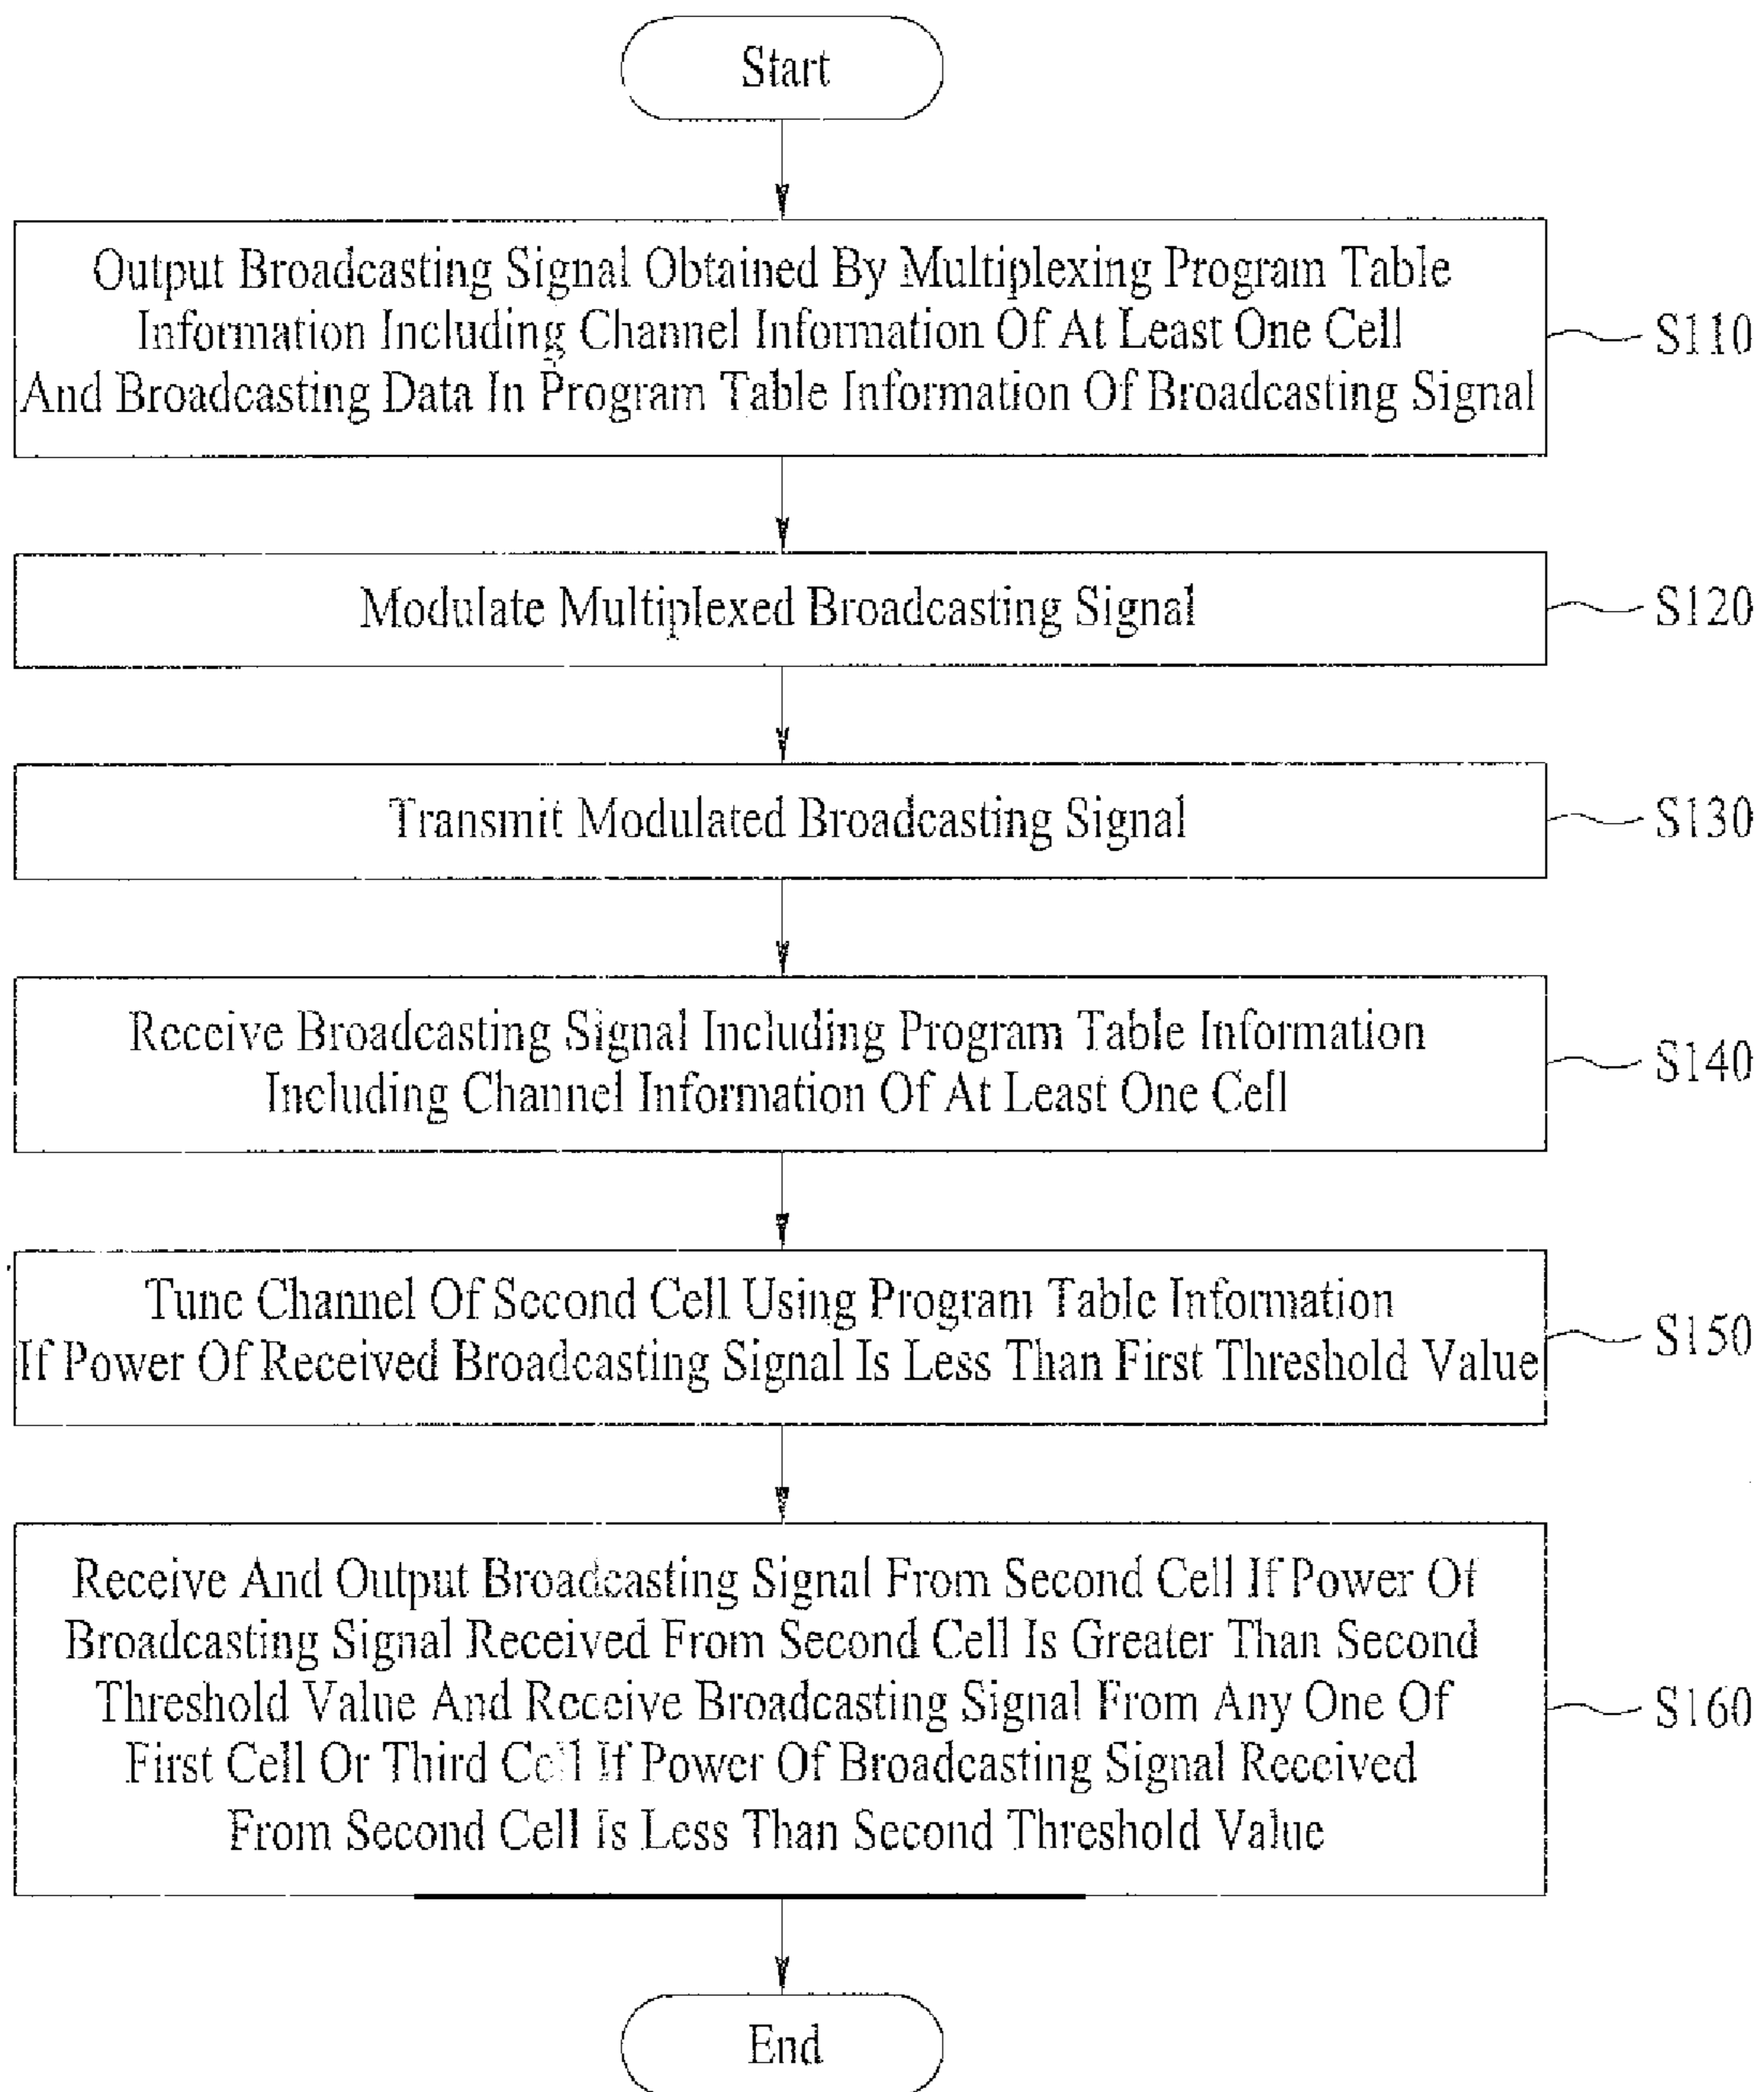 Start
Output Broadcasting Signal Obtained By Multiplexing Program Table
Information Including Channel Information Of At Least One Cell
And Broadcasting Data In Program Table Information Of Broadcasting Signal
S110
Modulate Multiplexed Broadcasting Signal
S120
Transmit Modulated Broadcasting Signal
S130
Receive Broadcasting Signal Including Program Table Information
Including Channel Information Of At Least One Cell
S140
Tune Channel Of Second Cell Using Program Table Information
If Power Of Received Broadcasting Signal Is Less Than First Threshold Value
S150
Receive And Output Broadcasting Signal From Second Cell If Power Of
Broadcasting Signal Received From Second Cell Is Greater Than Second
Threshold Value And Receive Broadcasting Signal From Any One Of
First Cell Or Third Cell If Power Of Broadcasting Signal Received
From Second Cell Is Less Than Second Threshold Value
S160
End